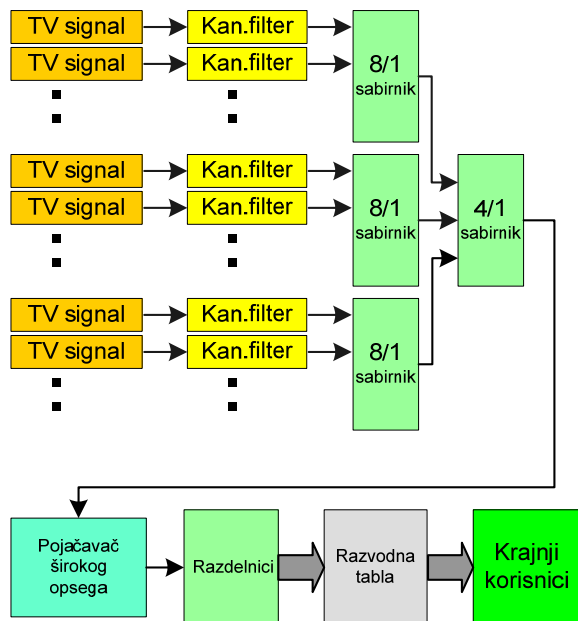 TV signal
Kan.filter
TV signal
Kan.filter
8/1
sabirnik
TV signal
Kan.filter
TV signal
Kan.filter
8/1
sabirnik
4/1
sabirnik
TV signal
Kan.filter
TV signal
Kan.filter
8/1
sabirnik
Pojačavač
širokog
opsega
Razdelnici
Razvodna
tabla
Krajnji
korisnici